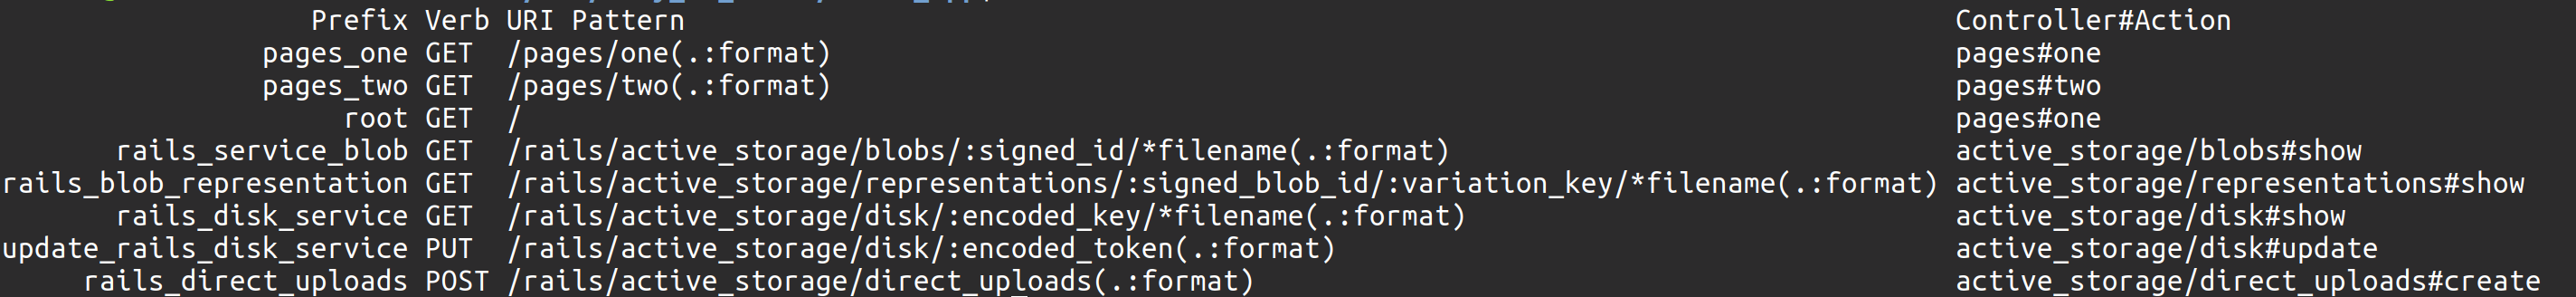 Prefix Verb URI Pattern Controller#Action
pages_one GET /pages/one(.:format) pages#one
pages_two GET /pages/two(.:format) pages#two
root GET / pages#one
rails_service_blob GET /rails/active_storage/blobs/:signed_id/*filename(.:format) active_storage/blobs#show
rails_blob_representation GET /rails/active_storage/representations/:signed_blob_id/:variation_key/*filename(.:format) active_storage/representations#show
rails_disk_service GET /rails/active_storage/disk/:encoded_key/*filename(.:format) active_storage/disk#show
update_rails_disk_service PUT /rails/active_storage/disk/:encoded_token(.:format) active_storage/disk#update
rails_direct_uploads POST /rails/active_storage/direct_uploads(.:format) active_storage/direct_uploads#create